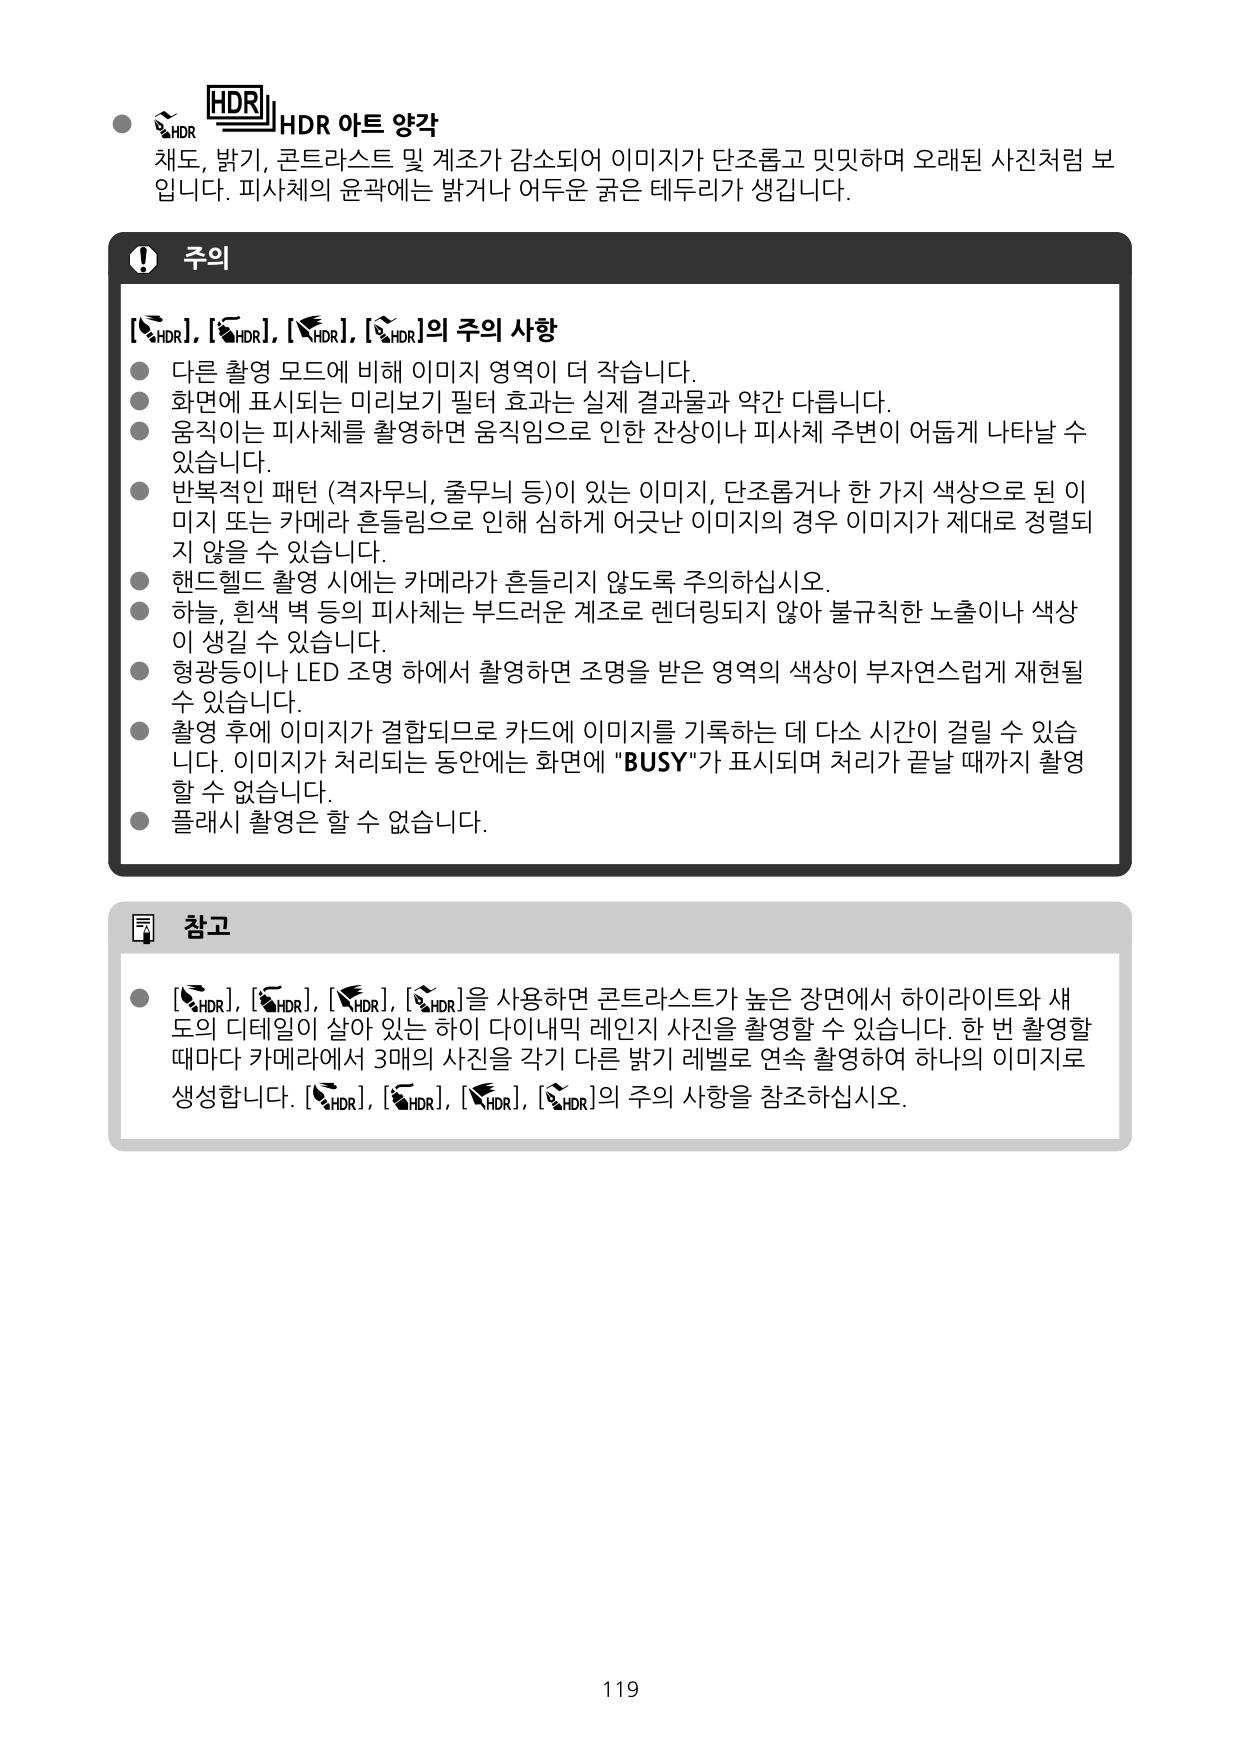 ● HDR HDR HDR 아트 양각
채도, 밝기, 콘트라스트 및 계조가 감소되어 이미지가 단조롭고 밋밋하며 오래된 사진처럼 보
입니다. 피사체의 윤곽에는 밝거나 어두운 굵은 테두리가 생깁니다.
주의
[HDR], [HDR], [HDR], [HDR]의 주의 사항
● 다른 촬영 모드에 비해 이미지 영역이 더 작습니다.
● 화면에 표시되는 미리보기 필터 효과는 실제 결과물과 약간 다릅니다.
● 움직이는 피사체를 촬영하면 움직임으로 인한 잔상이나 피사체 주변이 어둡게 나타날 수
있습니다.
● 반복적인 패턴 (격자무늬, 줄무늬 등)이 있는 이미지, 단조롭거나 한 가지 색상으로 된 이
미지 또는 카메라 흔들림으로 인해 심하게 어긋난 이미지의 경우 이미지가 제대로 정렬되
지 않을 수 있습니다.
● 핸드헬드 촬영 시에는 카메라가 흔들리지 않도록 주의하십시오.
● 하늘, 흰색 벽 등의 피사체는 부드러운 계조로 렌더링되지 않아 불규칙한 노출이나 색상
이 생길 수 있습니다.
● 형광등이나 LED 조명 하에서 촬영하면 조명을 받은 영역의 색상이 부자연스럽게 재현될
수 있습니다.
● 촬영 후에 이미지가 결합되므로 카드에 이미지를 기록하는 데 다소 시간이 걸릴 수 있습
니다. 이미지가 처리되는 동안에는 화면에 "BUSY"가 표시되며 처리가 끝날 때까지 촬영
할 수 없습니다.
● 플래시 촬영은 할 수 없습니다.
참고
● [HDR], [HDR], [HDR], [HDR]을 사용하면 콘트라스트가 높은 장면에서 하이라이트와 섀
도의 디테일이 살아 있는 하이 다이내믹 레인지 사진을 촬영할 수 있습니다. 한 번 촬영할
때마다 카메라에서 3매의 사진을 각기 다른 밝기 레벨로 연속 촬영하여 하나의 이미지로
생성합니다. [HDR], [HDR], [HDR], [HDR]의 주의 사항을 참조하십시오.
119